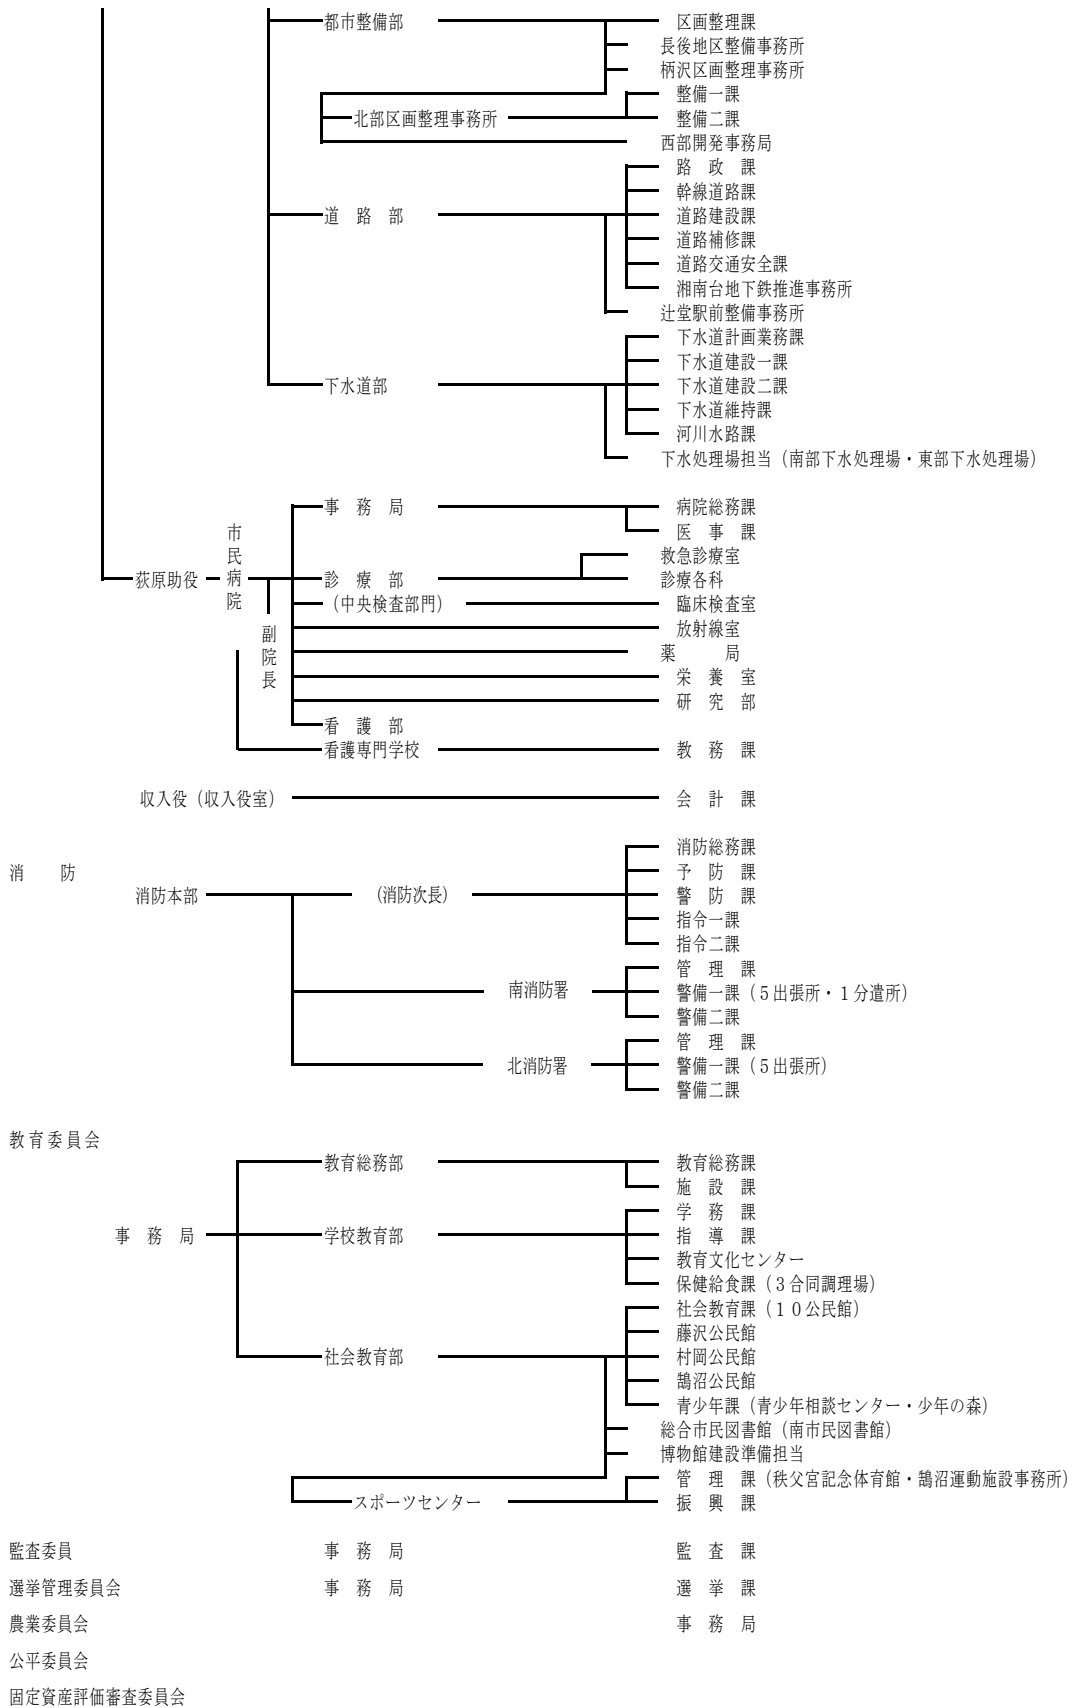 都市整備部 区画整理課
長後地区整備事務所
柄沢区画整理事務所
整備一課
北部区画整理事務所 整備二課
西部開発事務局
路　政　課
幹線道路課
道　路　部 道路建設課
道路補修課
道路交通安全課
湘南台地下鉄推進事務所
辻堂駅前整備事務所
下水道計画業務課
下水道建設一課
下水道部 下水道建設二課
下水道維持課
河川水路課
下水処理場担当（南部下水処理場・東部下水処理場）
事　務　局 病院総務課
医　事　課
救急診療室
荻原助役 市民病院 診　療　部 診療各科
（中央検査部門） 臨床検査室
副院長 放射線室
薬　　　局
栄　養　室
研　究　部
看　護　部
看護専門学校 教　務　課
収入役（収入役室） 会　計　課
消防総務課
消　　防 予　防　課
消防本部 （消防次長） 警　防　課
指令一課
指令二課
管　理　課
南消防署 警備一課（５出張所・１分遣所）
警備二課
管　理　課
北消防署 警備一課（５出張所）
警備二課
教育委員会
教育総務部 教育総務課
施　設　課
学　務　課
事　務　局 学校教育部 指　導　課
教育文化センター
保健給食課（３合同調理場）
社会教育課（１０公民館）
藤沢公民館
社会教育部 村岡公民館
鵠沼公民館
青少年課（青少年相談センター・少年の森）
総合市民図書館（南市民図書館）
博物館建設準備担当
管　理　課（秩父宮記念体育館・鵠沼運動施設事務所）
スポーツセンター 振　興　課
監査委員 事　務　局 監　査　課
選挙管理委員会 事　務　局 選　挙　課
農業委員会 事　務　局
公平委員会
固定資産評価審査委員会